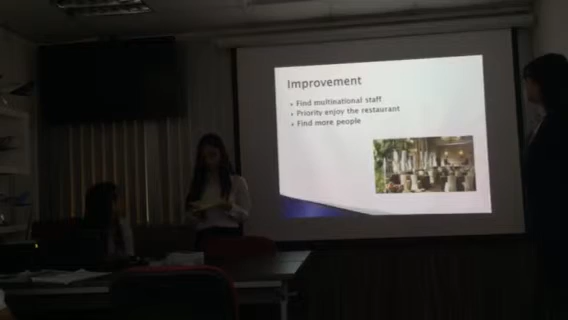 Improvement
• Find multinational staff
• Priority enjoy the restaurant
• Find more people